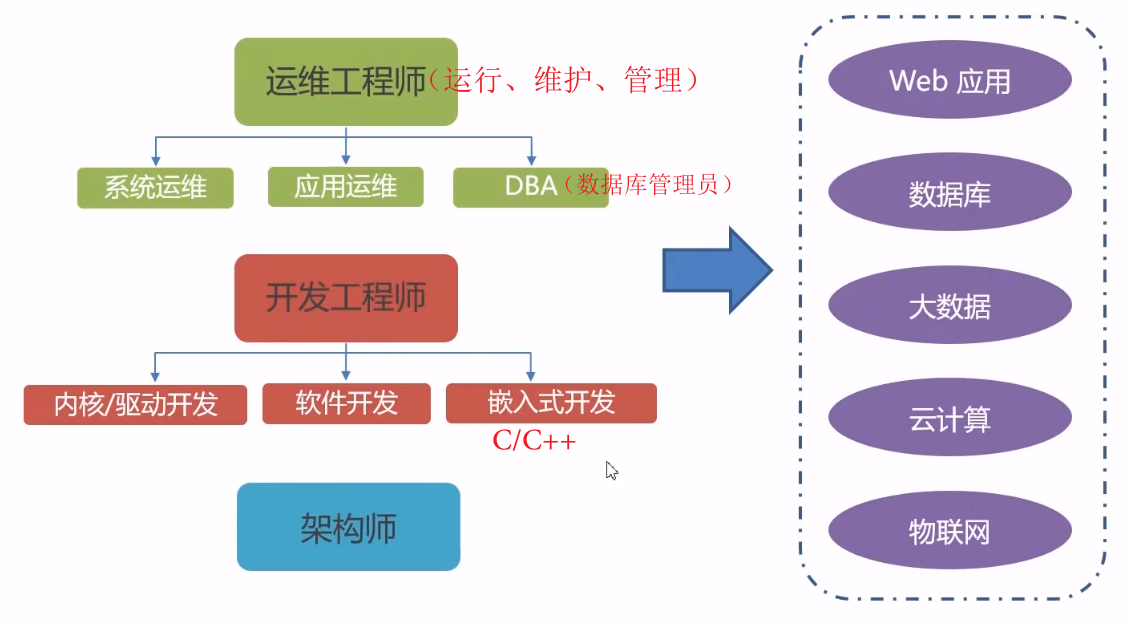 运维工程师（运行、维护、管理）
系统运维
应用运维
DBA（数据库管理员）
开发工程师
内核/驱动开发
软件开发
嵌入式开发
C/C++
架构师
Web 应用
数据库
大数据
云计算
物联网